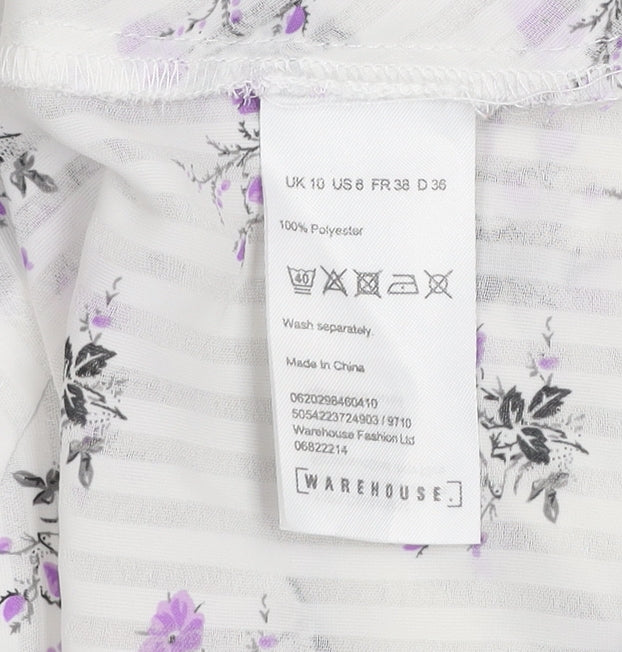 UK 10 US 6 FR 38 D 36
100% Polyester
40
Wash separately.
Made in China
0620298460410
5054223724903 / 9710
Warehouse Fashion Ltd
06822214
[WAREHOUSE.]